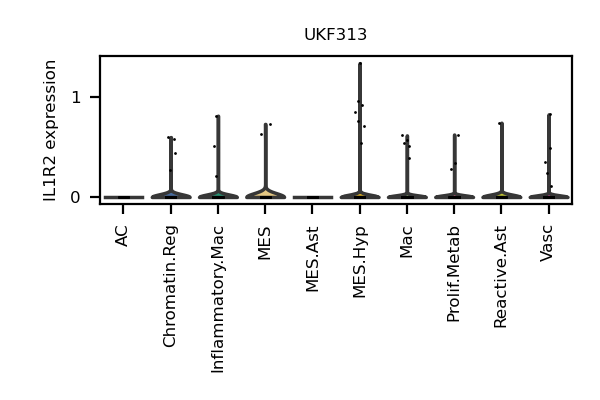 UKF313
IL1R2 expression
1
0
AC
Chromatin.Reg
Inflammatory.Mac
MES
MES.Ast
MES.Hyp
Mac
Prolif.Metab
Reactive.Ast
Vasc